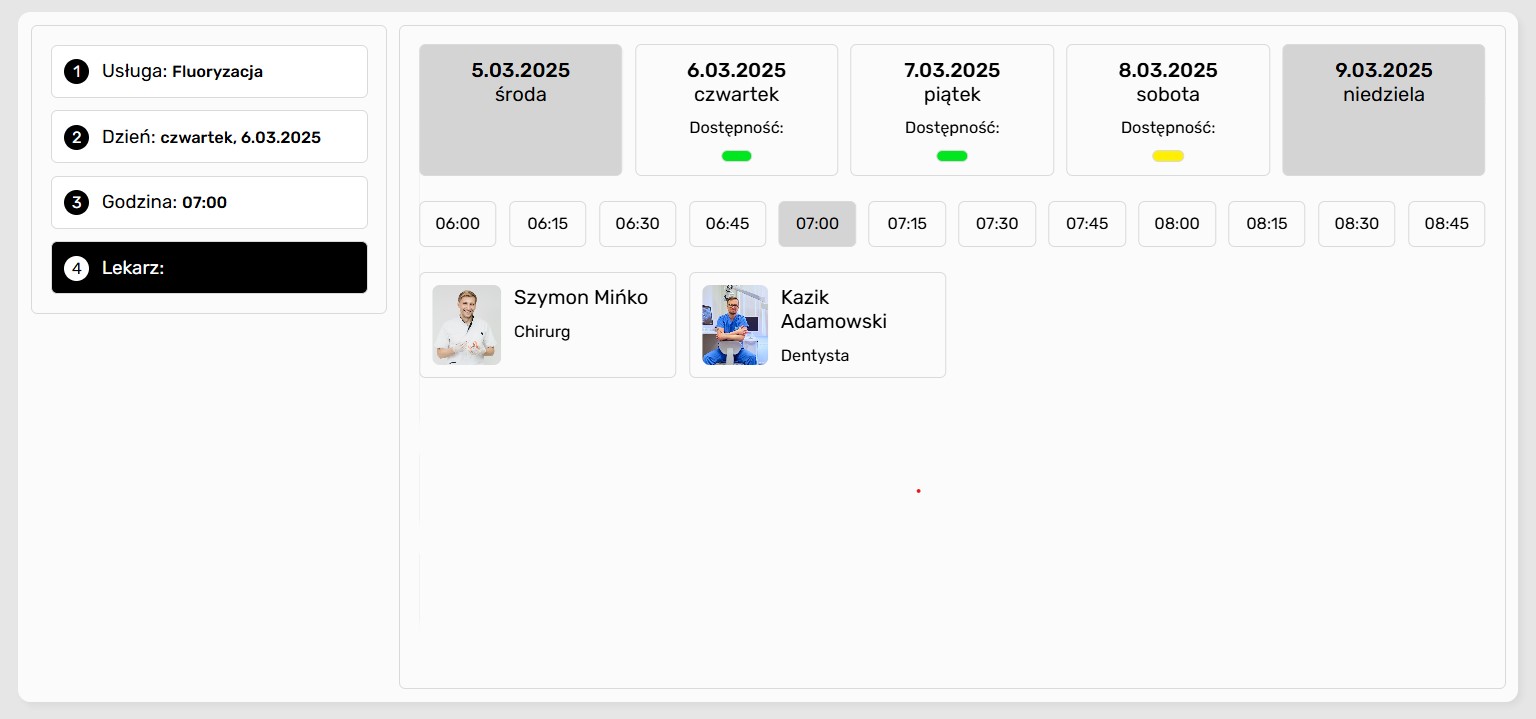 1 Usługa: Fluoryzacja
2 Dzień: czwartek, 6.03.2025
3 Godzina: 07:00
4 Lekarz:
5.03.2025
środa
6.03.2025
czwartek
Dostępność:
7.03.2025
piątek
Dostępność:
8.03.2025
sobota
Dostępność:
9.03.2025
niedziela
06:00 06:15 06:30 06:45 07:00 07:15 07:30 07:45 08:00 08:15 08:30 08:45
Szymon Mińko
Chirurg
Kazik
Adamowski
Dentysta